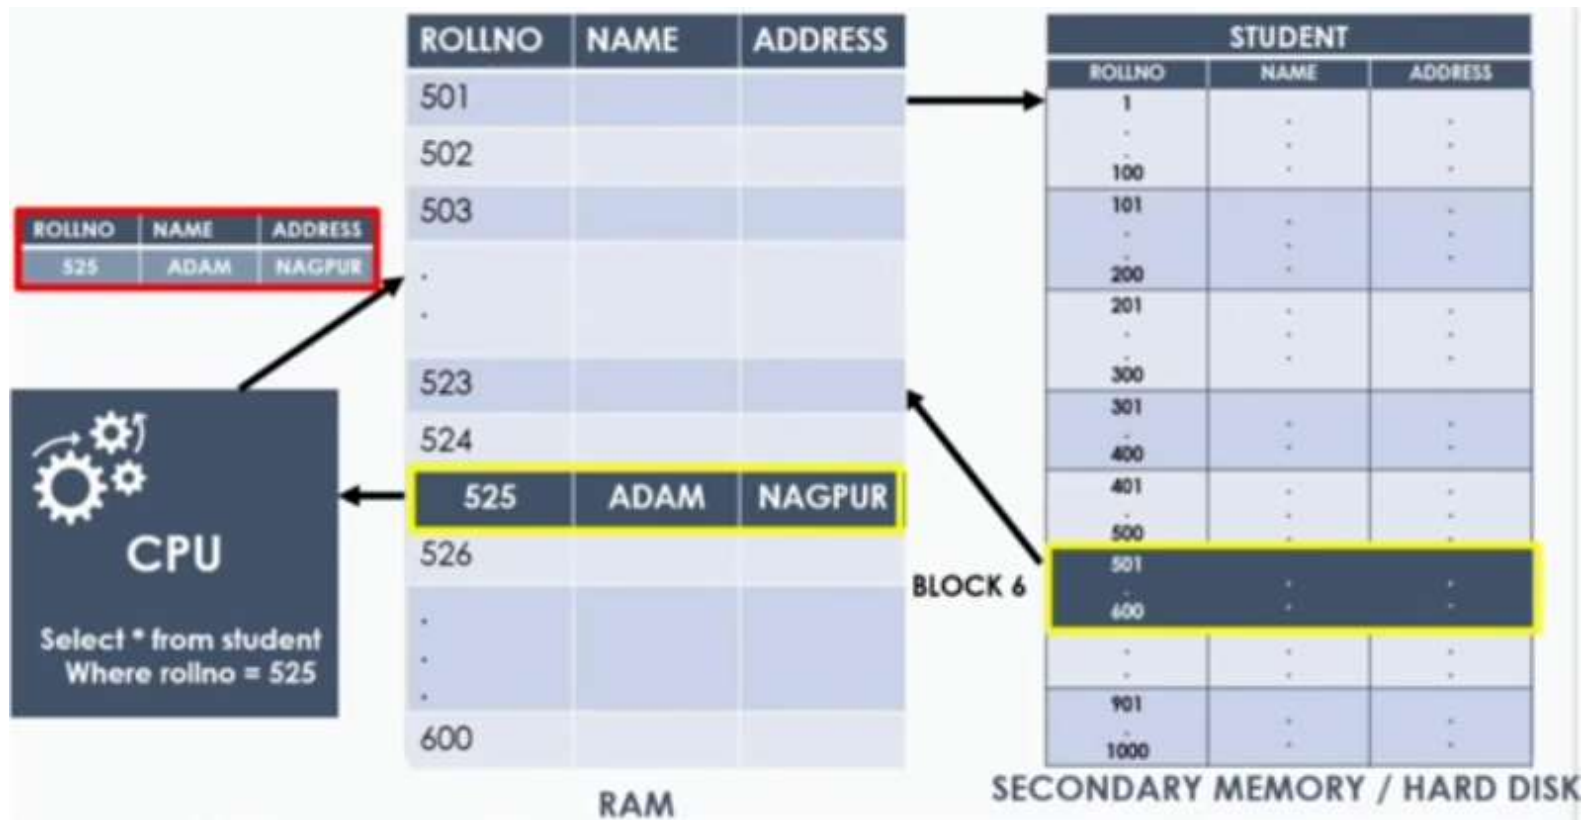 ROLLNO NAME ADDRESS
525 ADAM NAGPUR
CPU
Select * from student
Where rollno = 525
ROLLNO NAME ADDRESS
501
502
503
.
.
523
524
525 ADAM NAGPUR
526
.
.
.
600
RAM
BLOCK 6
STUDENT
ROLLNO NAME ADDRESS
1 . .
. . .
. . .
100 . .
101 . .
. . .
. . .
200 .
201 . .
. . .
. . .
300
301
. . .
400 . .
401 . .
. . .
500 . .
501
. . .
600 . .
. . .
. . .
901
. . .
1000 . .
SECONDARY MEMORY / HARD DISK